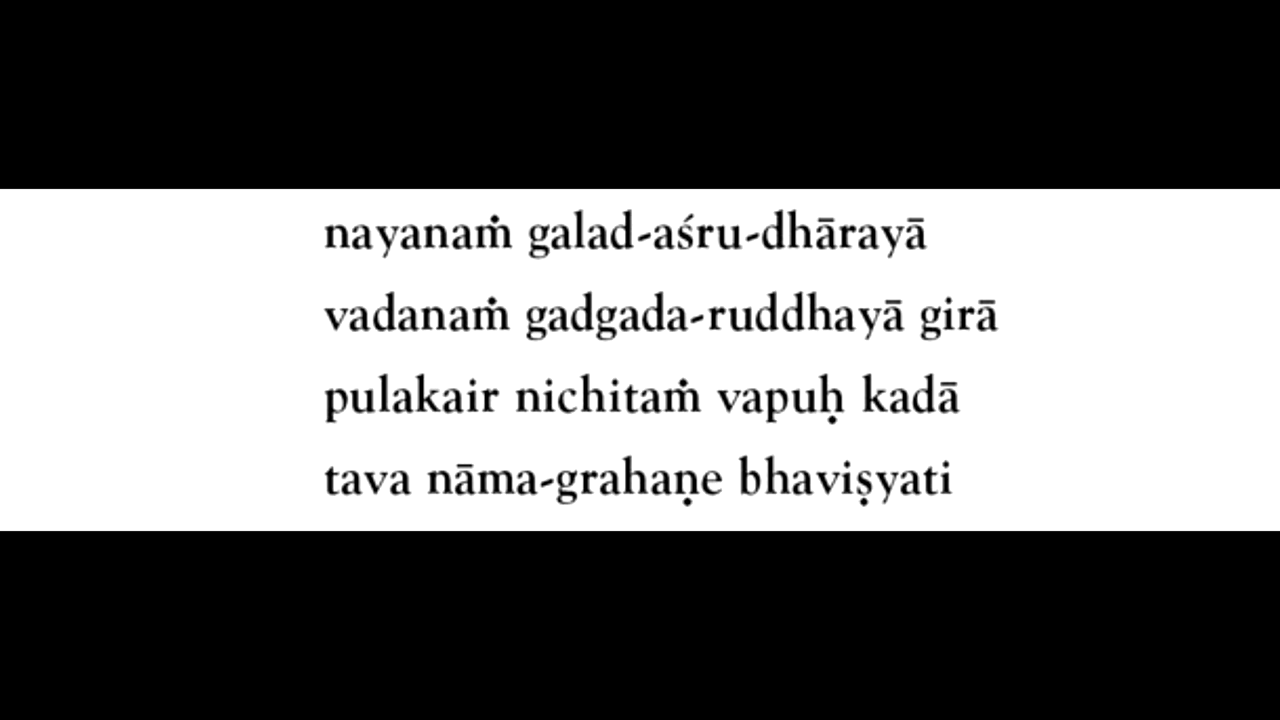 nayanaṁ galad-aśru-dhārayā
vadanaṁ gadgada-ruddhayā girā
pulakair nichitaṁ vapuḥ kadā
tava nāma-grahaṇe bhaviṣyati